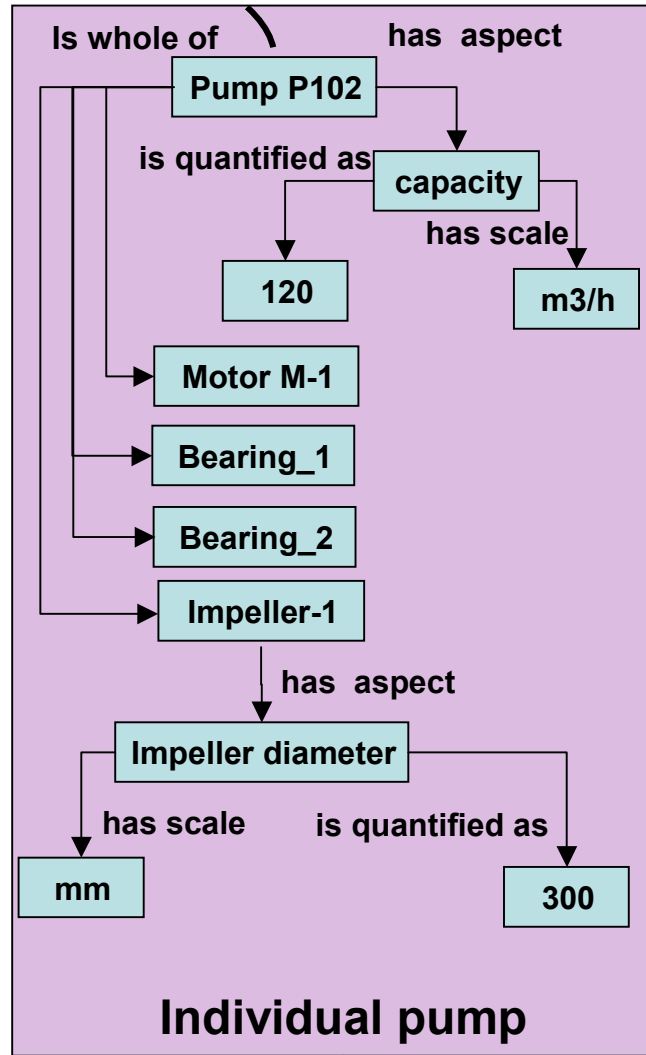 Is whole of
has aspect
Pump P102
is quantified as
capacity
has scale
120
m3/h
Motor M-1
Bearing_1
Bearing_2
Impeller-1
has aspect
Impeller diameter
has scale
is quantified as
mm
300
Individual pump